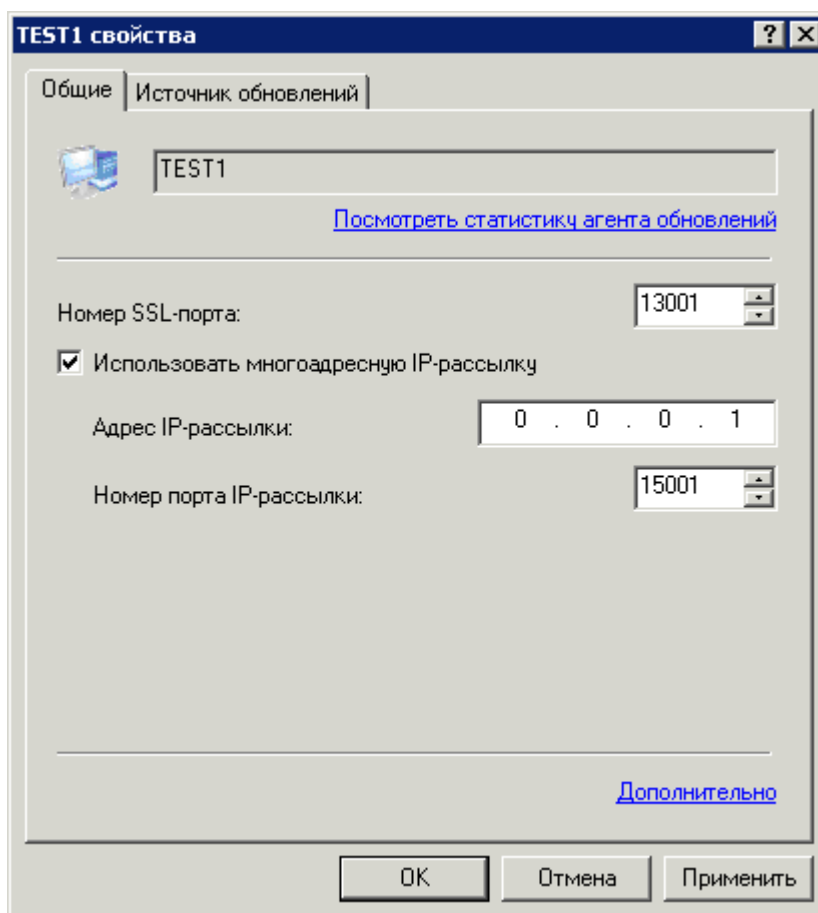 TEST1 свойства
Общие
Источник обновлений
TEST1
Посмотреть статистику агента обновлений
Номер SSL-порта: 13001
Использовать многоадресную IP-рассылку
Адрес IP-рассылки: 0 . 0 . 0 . 1
Номер порта IP-рассылки: 15001
Дополнительно
OK Отмена Применить